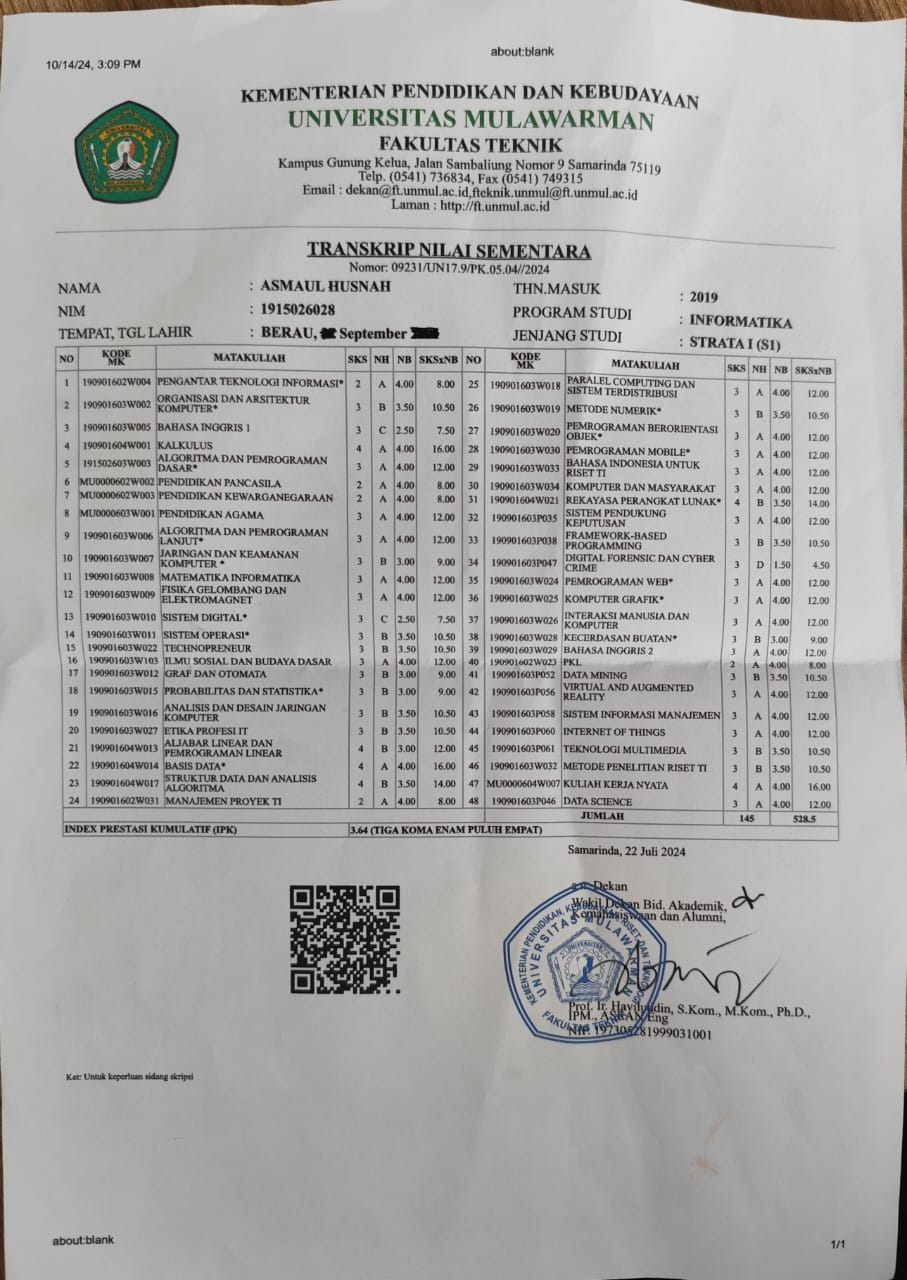 10/14/24, 3:09 PM
about:blank
KEMENTERIAN PENDIDIKAN DAN KEBUDAYAAN
UNIVERSITAS MULAWARMAN
FAKULTAS TEKNIK
Kampus Gunung Kelua, Jalan Sambaliung Nomor 9 Samarinda 75119
Telp. (0541) 736834, Fax (0541) 749315
Email : dekan@ft.unmul.ac.id,fteknik.unmul@ft.unmul.ac.id
Laman : http://ft.unmul.ac.id
TRANSKRIP NILAI SEMENTARA
Nomor: 09231/UN17.9/PK.05.04//2024
NAMA : ASMAUL HUSNAH THN.MASUK : 2019
NIM : 1915026028 PROGRAM STUDI : INFORMATIKA
TEMPAT, TGL LAHIR : BERAU, September JENJANG STUDI : STRATA I (S1)
NO KODE MK MATAKULIAH SKS NH NB SKSxNB NO KODE MK MATAKULIAH SKS NH NB SKSxNB
1 190901602W004 PENGANTAR TEKNOLOGI INFORMASI* 2 A 4.00 8.00 25 190901603W018 PARALEL COMPUTING DAN SISTEM TERDISTRIBUSI 3 A 4.00 12.00
2 190901603W002 ORGANISASI DAN ARSITEKTUR KOMPUTER* 3 B 3.50 10.50 26 190901603W019 METODE NUMERIK* 3 B 3.50 10.50
3 190901603W005 BAHASA INGGRIS 1 3 C 2.50 7.50 27 190901603W020 PEMROGRAMAN BERORIENTASI OBJEK* 3 A 4.00 12.00
4 190901604W001 KALKULUS 4 A 4.00 16.00 28 190901603W030 PEMROGRAMAN MOBILE* 3 A 4.00 12.00
5 191502603W003 ALGORITMA DAN PEMROGRAMAN DASAR* 3 A 4.00 12.00 29 190901603W033 BAHASA INDONESIA UNTUK RISET TI 3 A 4.00 12.00
6 MU0000602W002 PENDIDIKAN PANCASILA 2 A 4.00 8.00 30 190901603W034 KOMPUTER DAN MASYARAKAT 3 A 4.00 12.00
7 MU0000602W003 PENDIDIKAN KEWARGANEGARAAN 2 A 4.00 8.00 31 190901604W021 REKAYASA PERANGKAT LUNAK* 4 B 3.50 14.00
8 MU0000603W001 PENDIDIKAN AGAMA 3 A 4.00 12.00 32 190901603P035 SISTEM PENDUKUNG KEPUTUSAN 3 A 4.00 12.00
9 190901603W006 ALGORITMA DAN PEMROGRAMAN LANJUT* 3 A 4.00 12.00 33 190901603P038 FRAMEWORK-BASED PROGRAMMING 3 B 3.50 10.50
10 190901603W007 JARINGAN DAN KEAMANAN KOMPUTER * 3 B 3.00 9.00 34 190901603P047 DIGITAL FORENSIC DAN CYBER CRIME 3 D 1.50 4.50
11 190901603W008 MATEMATIKA INFORMATIKA 3 A 4.00 12.00 35 190901603W024 PEMROGRAMAN WEB* 3 A 4.00 12.00
12 190901603W009 FISIKA GELOMBANG DAN ELEKTROMAGNET 3 A 4.00 12.00 36 190901603W025 KOMPUTER GRAFIK* 3 A 4.00 12.00
13 190901603W010 SISTEM DIGITAL* 3 C 2.50 7.50 37 190901603W026 INTERAKSI MANUSIA DAN KOMPUTER 3 A 4.00 12.00
14 190901603W011 SISTEM OPERASI* 3 B 3.50 10.50 38 190901603W028 KECERDASAN BUATAN* 3 B 3.00 9.00
15 190901603W022 TECHNOPRENEUR 3 B 3.50 10.50 39 190901603W029 BAHASA INGGRIS 2 3 A 4.00 12.00
16 190901603W103 ILMU SOSIAL DAN BUDAYA DASAR 3 A 4.00 12.00 40 190901602W023 PKL 2 A 4.00 8.00
17 190901603W012 GRAF DAN OTOMATA 3 B 3.00 9.00 41 190901603P052 DATA MINING 3 B 3.50 10.50
18 190901603W015 PROBABILITAS DAN STATISTIKA* 3 B 3.00 9.00 42 190901603P056 VIRTUAL AND AUGMENTED REALITY 3 A 4.00 12.00
19 190901603W016 ANALISIS DAN DESAIN JARINGAN KOMPUTER 3 B 3.50 10.50 43 190901603P058 SISTEM INFORMASI MANAJEMEN 3 A 4.00 12.00
20 190901603W027 ETIKA PROFESI IT 3 B 3.50 10.50 44 190901603P060 INTERNET OF THINGS 3 A 4.00 12.00
21 190901604W013 ALJABAR LINEAR DAN PEMROGRAMAN LINEAR 4 B 3.00 12.00 45 190901603P061 TEKNOLOGI MULTIMEDIA 3 B 3.50 10.50
22 190901604W014 BASIS DATA* 4 A 4.00 16.00 46 190901603W032 METODE PENELITIAN RISET TI 3 B 3.50 10.50
23 190901604W017 STRUKTUR DATA DAN ANALISIS ALGORITMA 4 B 3.50 14.00 47 MU0000604W007 KULIAH KERJA NYATA 4 A 4.00 16.00
24 190901602W031 MANAJEMEN PROYEK TI 2 A 4.00 8.00 48 190901603P046 DATA SCIENCE 3 A 4.00 12.00
JUMLAH 145 528.5
INDEX PRESTASI KUMULATIF (IPK) 3.64 (TIGA KOMA ENAM PULUH EMPAT)
Samarinda, 22 Juli 2024
a.n. Dekan
Wakil Dekan Bid. Akademik,
Kemahasiswaan dan Alumni,
KEMENTERIAN PENDIDIKAN, KEBUDAYAAN, RISET, DAN TEKNOLOGI
UNIVERSITAS MULAWARMAN
FAKULTAS TEKNIK
Prof. Ir. Haviluddin, S.Kom., M.Kom., Ph.D.,
IPM., ASEAN Eng
NIP. 197305281999031001
Ket: Untuk keperluan sidang skripsi
about:blank
1/1